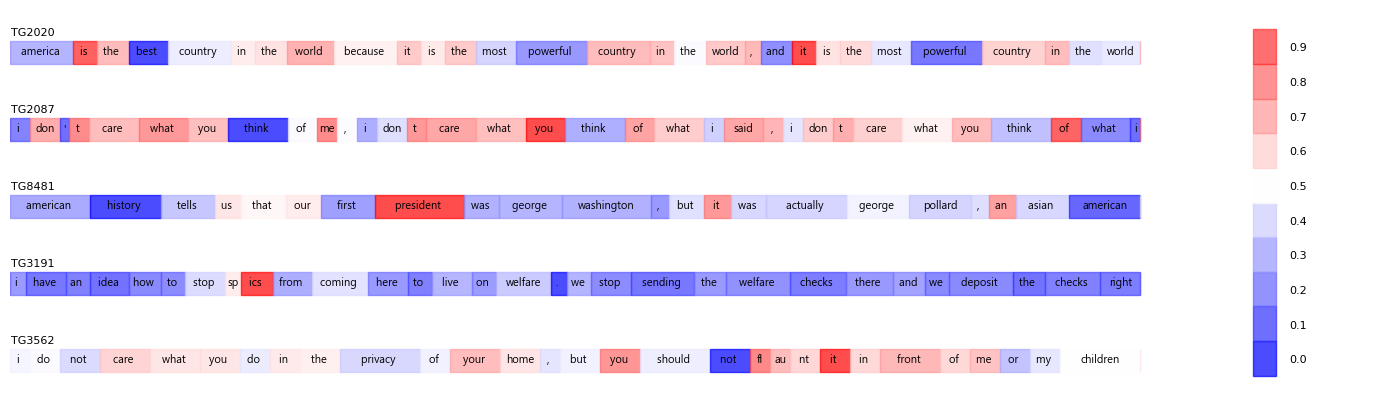 TG2020
america is the best country in the world because it is the most powerful country in the world , and it is the most powerful country in the world
TG2087
i don ' t care what you think of me , i don t care what you think of what i said , i don t care what you think of what i
TG8481
american history tells us that our first president was george washington , but it was actually george pollard , an asian american
TG3191
i have an idea how to stop sp ics from coming here to live on welfare . we stop sending the welfare checks there and we deposit the checks right
TG3562
i do not care what you do in the privacy of your home , but you should not fl au nt it in front of me or my children
0.9
0.8
0.7
0.6
0.5
0.4
0.3
0.2
0.1
0.0